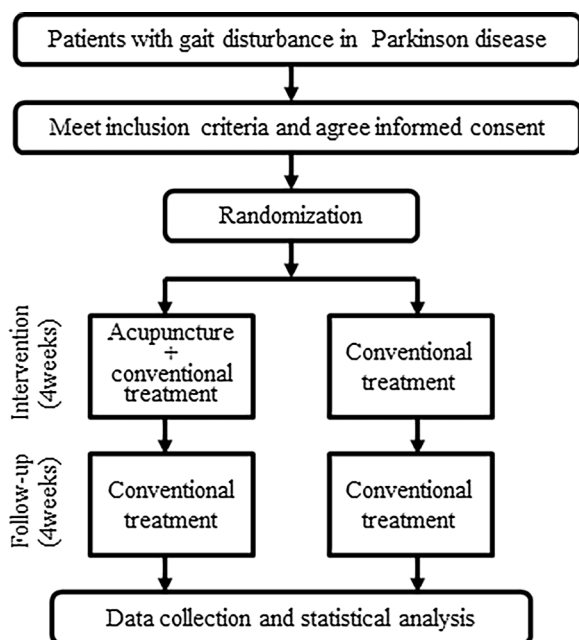 Patients with gait disturbance in Parkinson disease
Meet inclusion criteria and agree informed consent
Randomization
Intervention
(4weeks)
Acupuncture
+
conventional
treatment
Conventional
treatment
Follow-up
(4weeks)
Conventional
treatment
Conventional
treatment
Data collection and statistical analysis